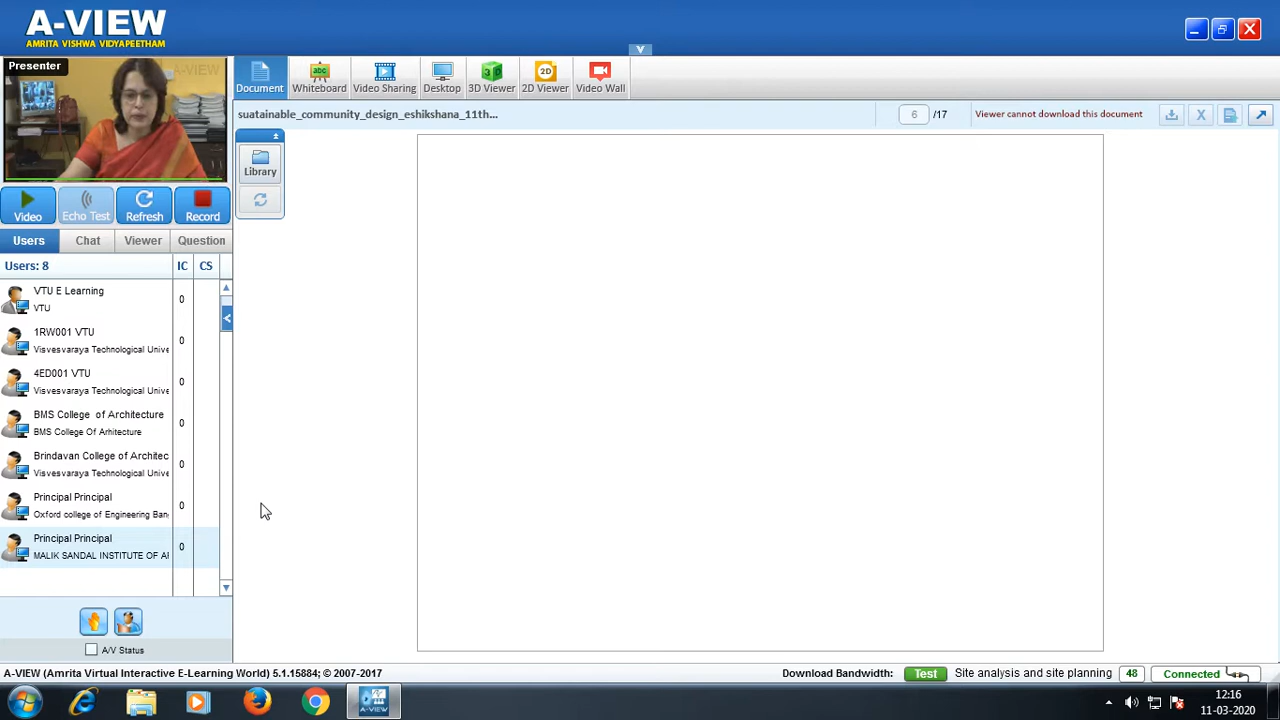 A-VIEW
AMRITA VISHWA VIDYAPEETHAM
Presenter
A-VIEW
Document
Whiteboard
Video Sharing
Desktop
3D Viewer
2D Viewer
Video Wall
suatainable_community_design_eshikshana_11th...
6 /17
Viewer cannot download this document
Library
Video
Echo Test
Refresh
Record
Users
Chat
Viewer
Question
Users: 8
IC
CS
VTU E Learning
VTU
0
1RW001 VTU
Visvesvaraya Technological Unive
0
4ED001 VTU
Visvesvaraya Technological Unive
0
BMS College of Architecture
BMS College Of Arhitecture
0
Brindavan College of Architec
Visvesvaraya Technological Unive
0
Principal Principal
Oxford college of Engineering Ban
0
Principal Principal
MALIK SANDAL INSTITUTE OF AI
0
A/V Status
A-VIEW (Amrita Virtual Interactive E-Learning World) 5.1.15884; © 2007-2017
Download Bandwidth:
Test
Site analysis and site planning
48
Connected
12:16
11-03-2020